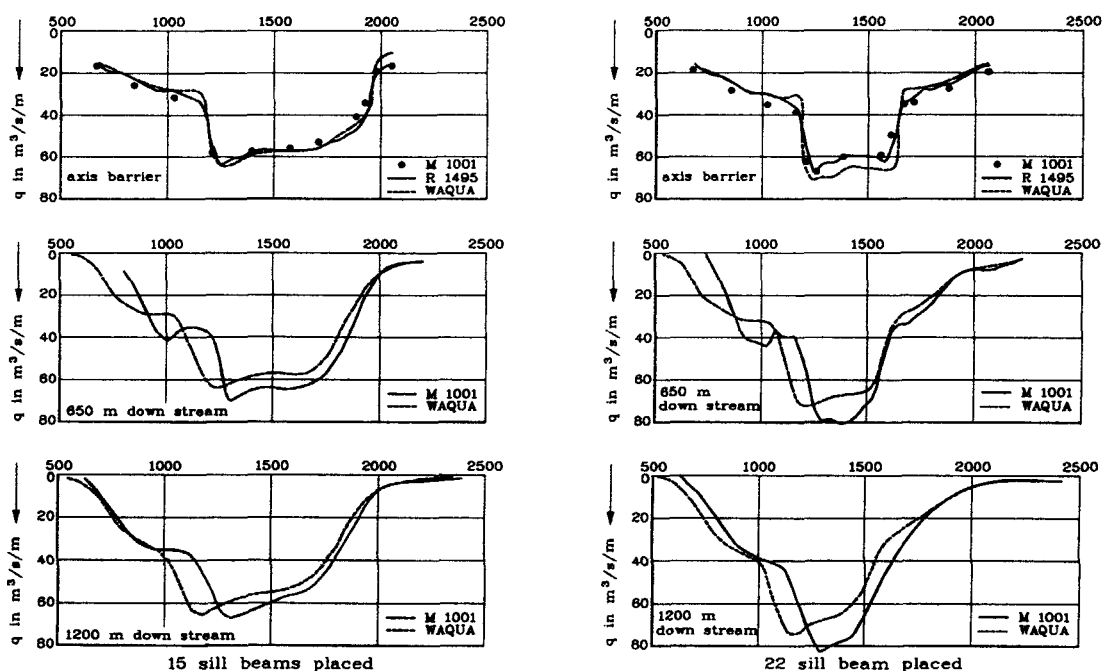 500 1000 1500 2000 2500
0
20
40
60
80
q in m³/s/m
axis barrier
M 1001
R 1495
WAQUA
500 1000 1500 2000 2500
0
20
40
60
80
q in m³/s/m
axis barrier
M 1001
R 1495
WAQUA
500 1000 1500 2000 2500
0
20
40
60
80
q in m³/s/m
650 m down stream
M 1001
WAQUA
500 1000 1500 2000 2500
0
20
40
60
80
q in m³/s/m
650 m
down stream
M 1001
WAQUA
500 1000 1500 2000 2500
0
20
40
60
80
q in m³/s/m
1200 m down stream
M 1001
WAQUA
15 sill beams placed
500 1000 1500 2000 2500
0
20
40
60
80
q in m³/s/m
1200 m
down stream
M 1001
WAQUA
22 sill beam placed